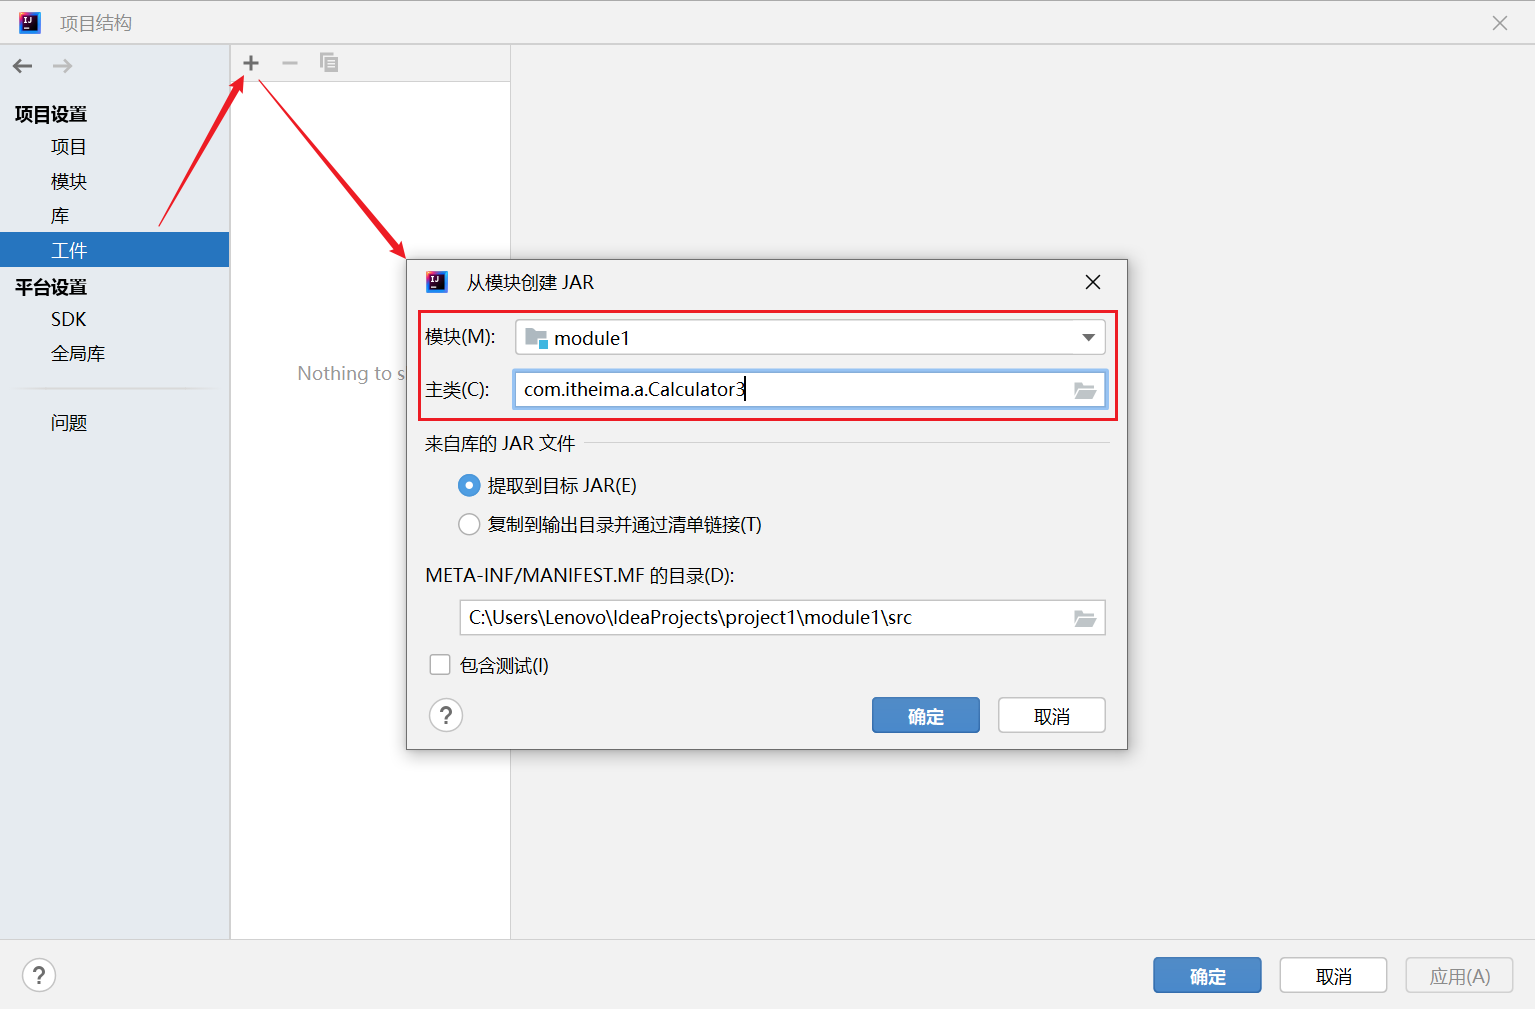 项目结构
项目设置
项目
模块
库
工件
平台设置
SDK
全局库
问题
Nothing to s
从模块创建 JAR
模块(M):
module1
主类(C):
com.itheima.a.Calculator3
来自库的 JAR 文件
提取到目标 JAR(E)
复制到输出目录并通过清单链接(T)
META-INF/MANIFEST.MF 的目录(D):
C:\Users\Lenovo\IdeaProjects\project1\module1\src
包含测试(I)
?
确定
取消
?
确定
取消
应用(A)